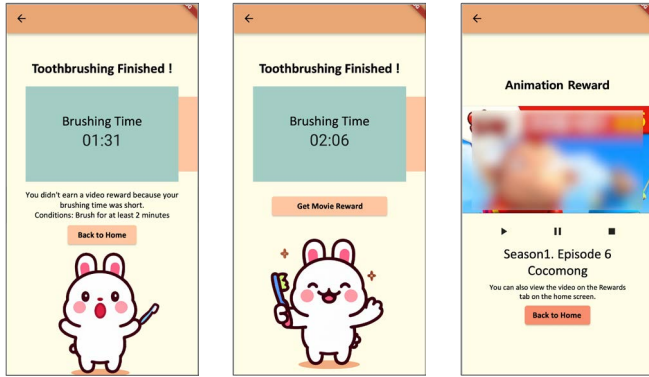 Toothbrushing Finished !
Brushing Time
01:31
You didn't earn a video reward because your
brushing time was short.
Conditions: Brush for at least 2 minutes
Back to Home
Toothbrushing Finished !
Brushing Time
02:06
Get Movie Reward
Animation Reward
Season1. Episode 6
Cocomong
You can also view the video on the Rewards
tab on the home screen.
Back to Home